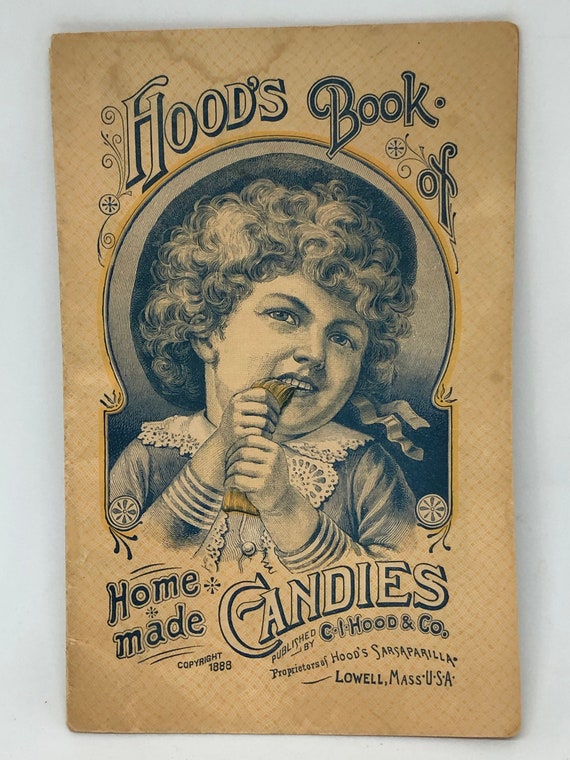 HOOD'S BOOK·
OF
Home
made CANDIES
COPYRIGHT
1888
PUBLISHED
BY C·I·HOOD & CO.
Proprietors of HOOD'S SARSAPARILLA·
LOWELL, MASS·U·S·A·